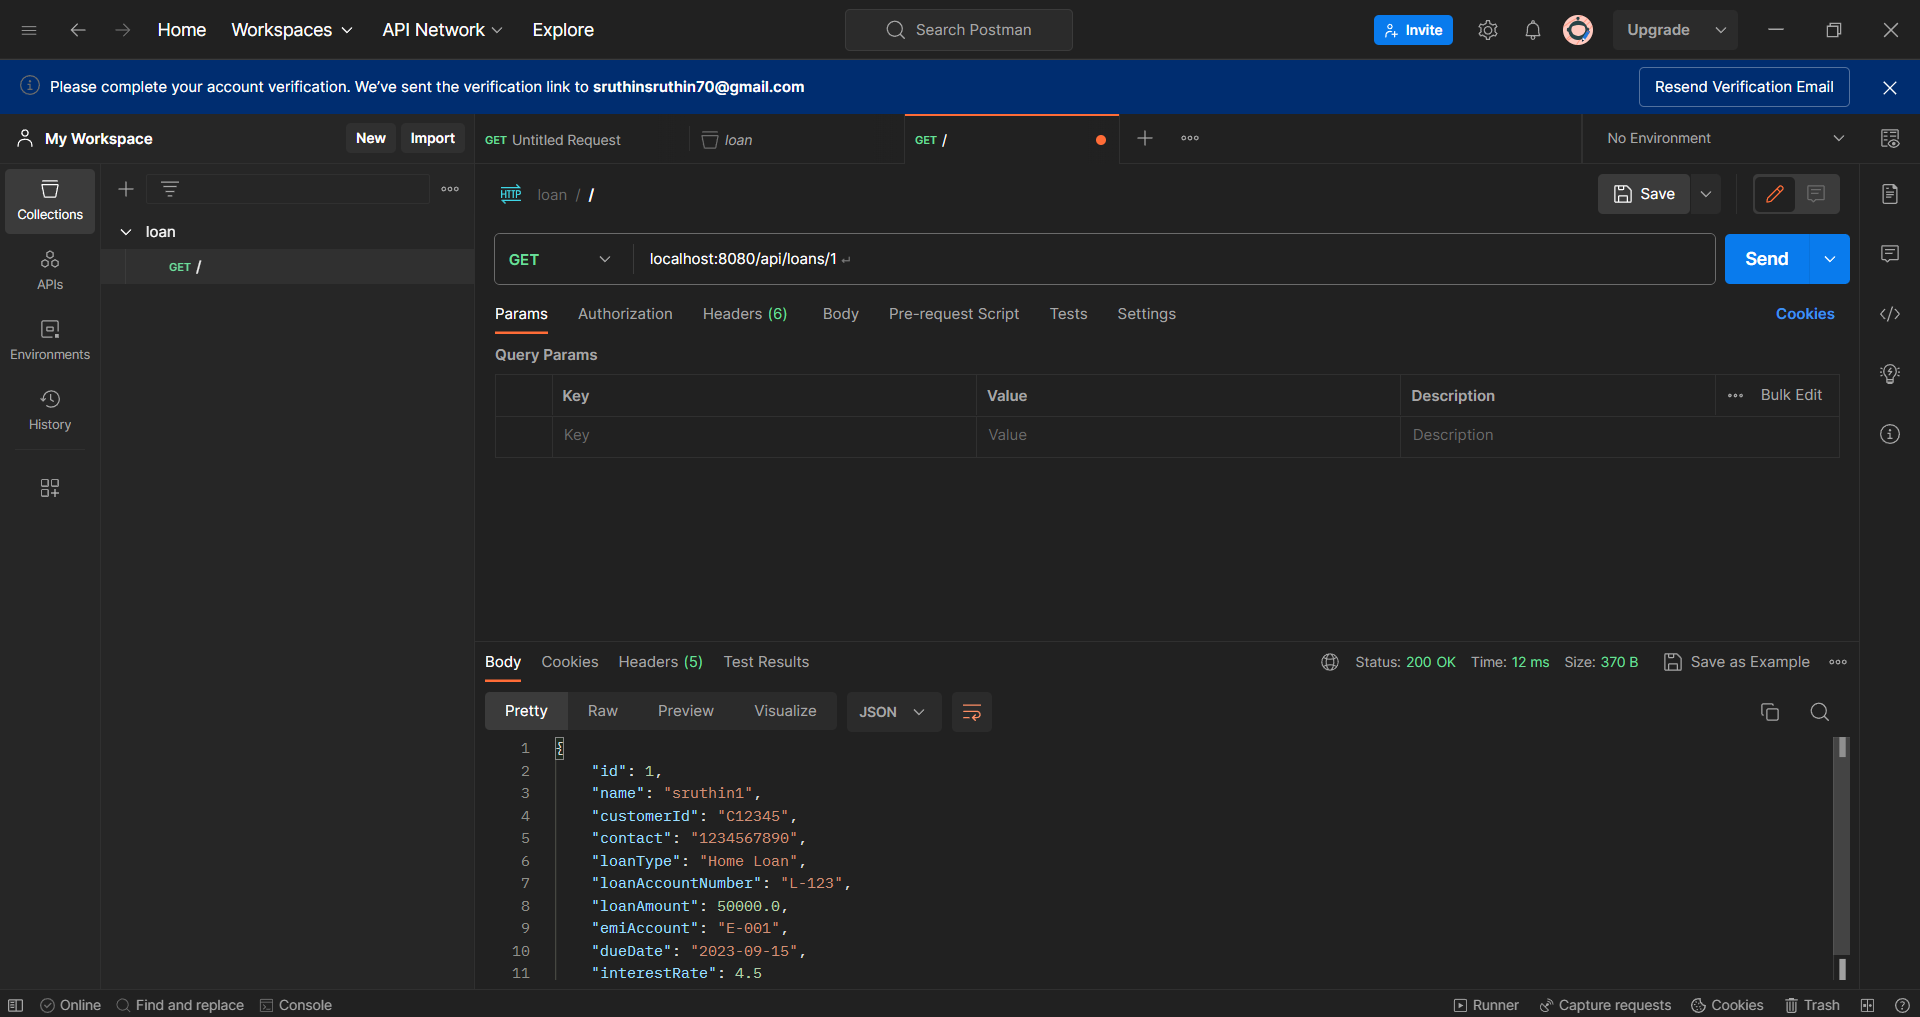 Home Workspaces API Network Explore Search Postman Invite Upgrade
Please complete your account verification. We've sent the verification link to sruthinsruthin70@gmail.com Resend Verification Email
My Workspace New Import GET Untitled Request loan GET / No Environment
Collections
APIs
Environments
History
loan
GET /
HTTP loan / / Save
GET localhost:8080/api/loans/1 Send
Params Authorization Headers (6) Body Pre-request Script Tests Settings Cookies
Query Params
Key Value Description Bulk Edit
Key Value Description
Body Cookies Headers (5) Test Results Status: 200 OK Time: 12 ms Size: 370 B Save as Example
Pretty Raw Preview Visualize JSON
1 {
2 "id": 1,
3 "name": "sruthin1",
4 "customerId": "C12345",
5 "contact": "1234567890",
6 "loanType": "Home Loan",
7 "loanAccountNumber": "L-123",
8 "loanAmount": 50000.0,
9 "emiAccount": "E-001",
10 "dueDate": "2023-09-15",
11 "interestRate": 4.5
Online Find and replace Console Runner Capture requests Cookies Trash